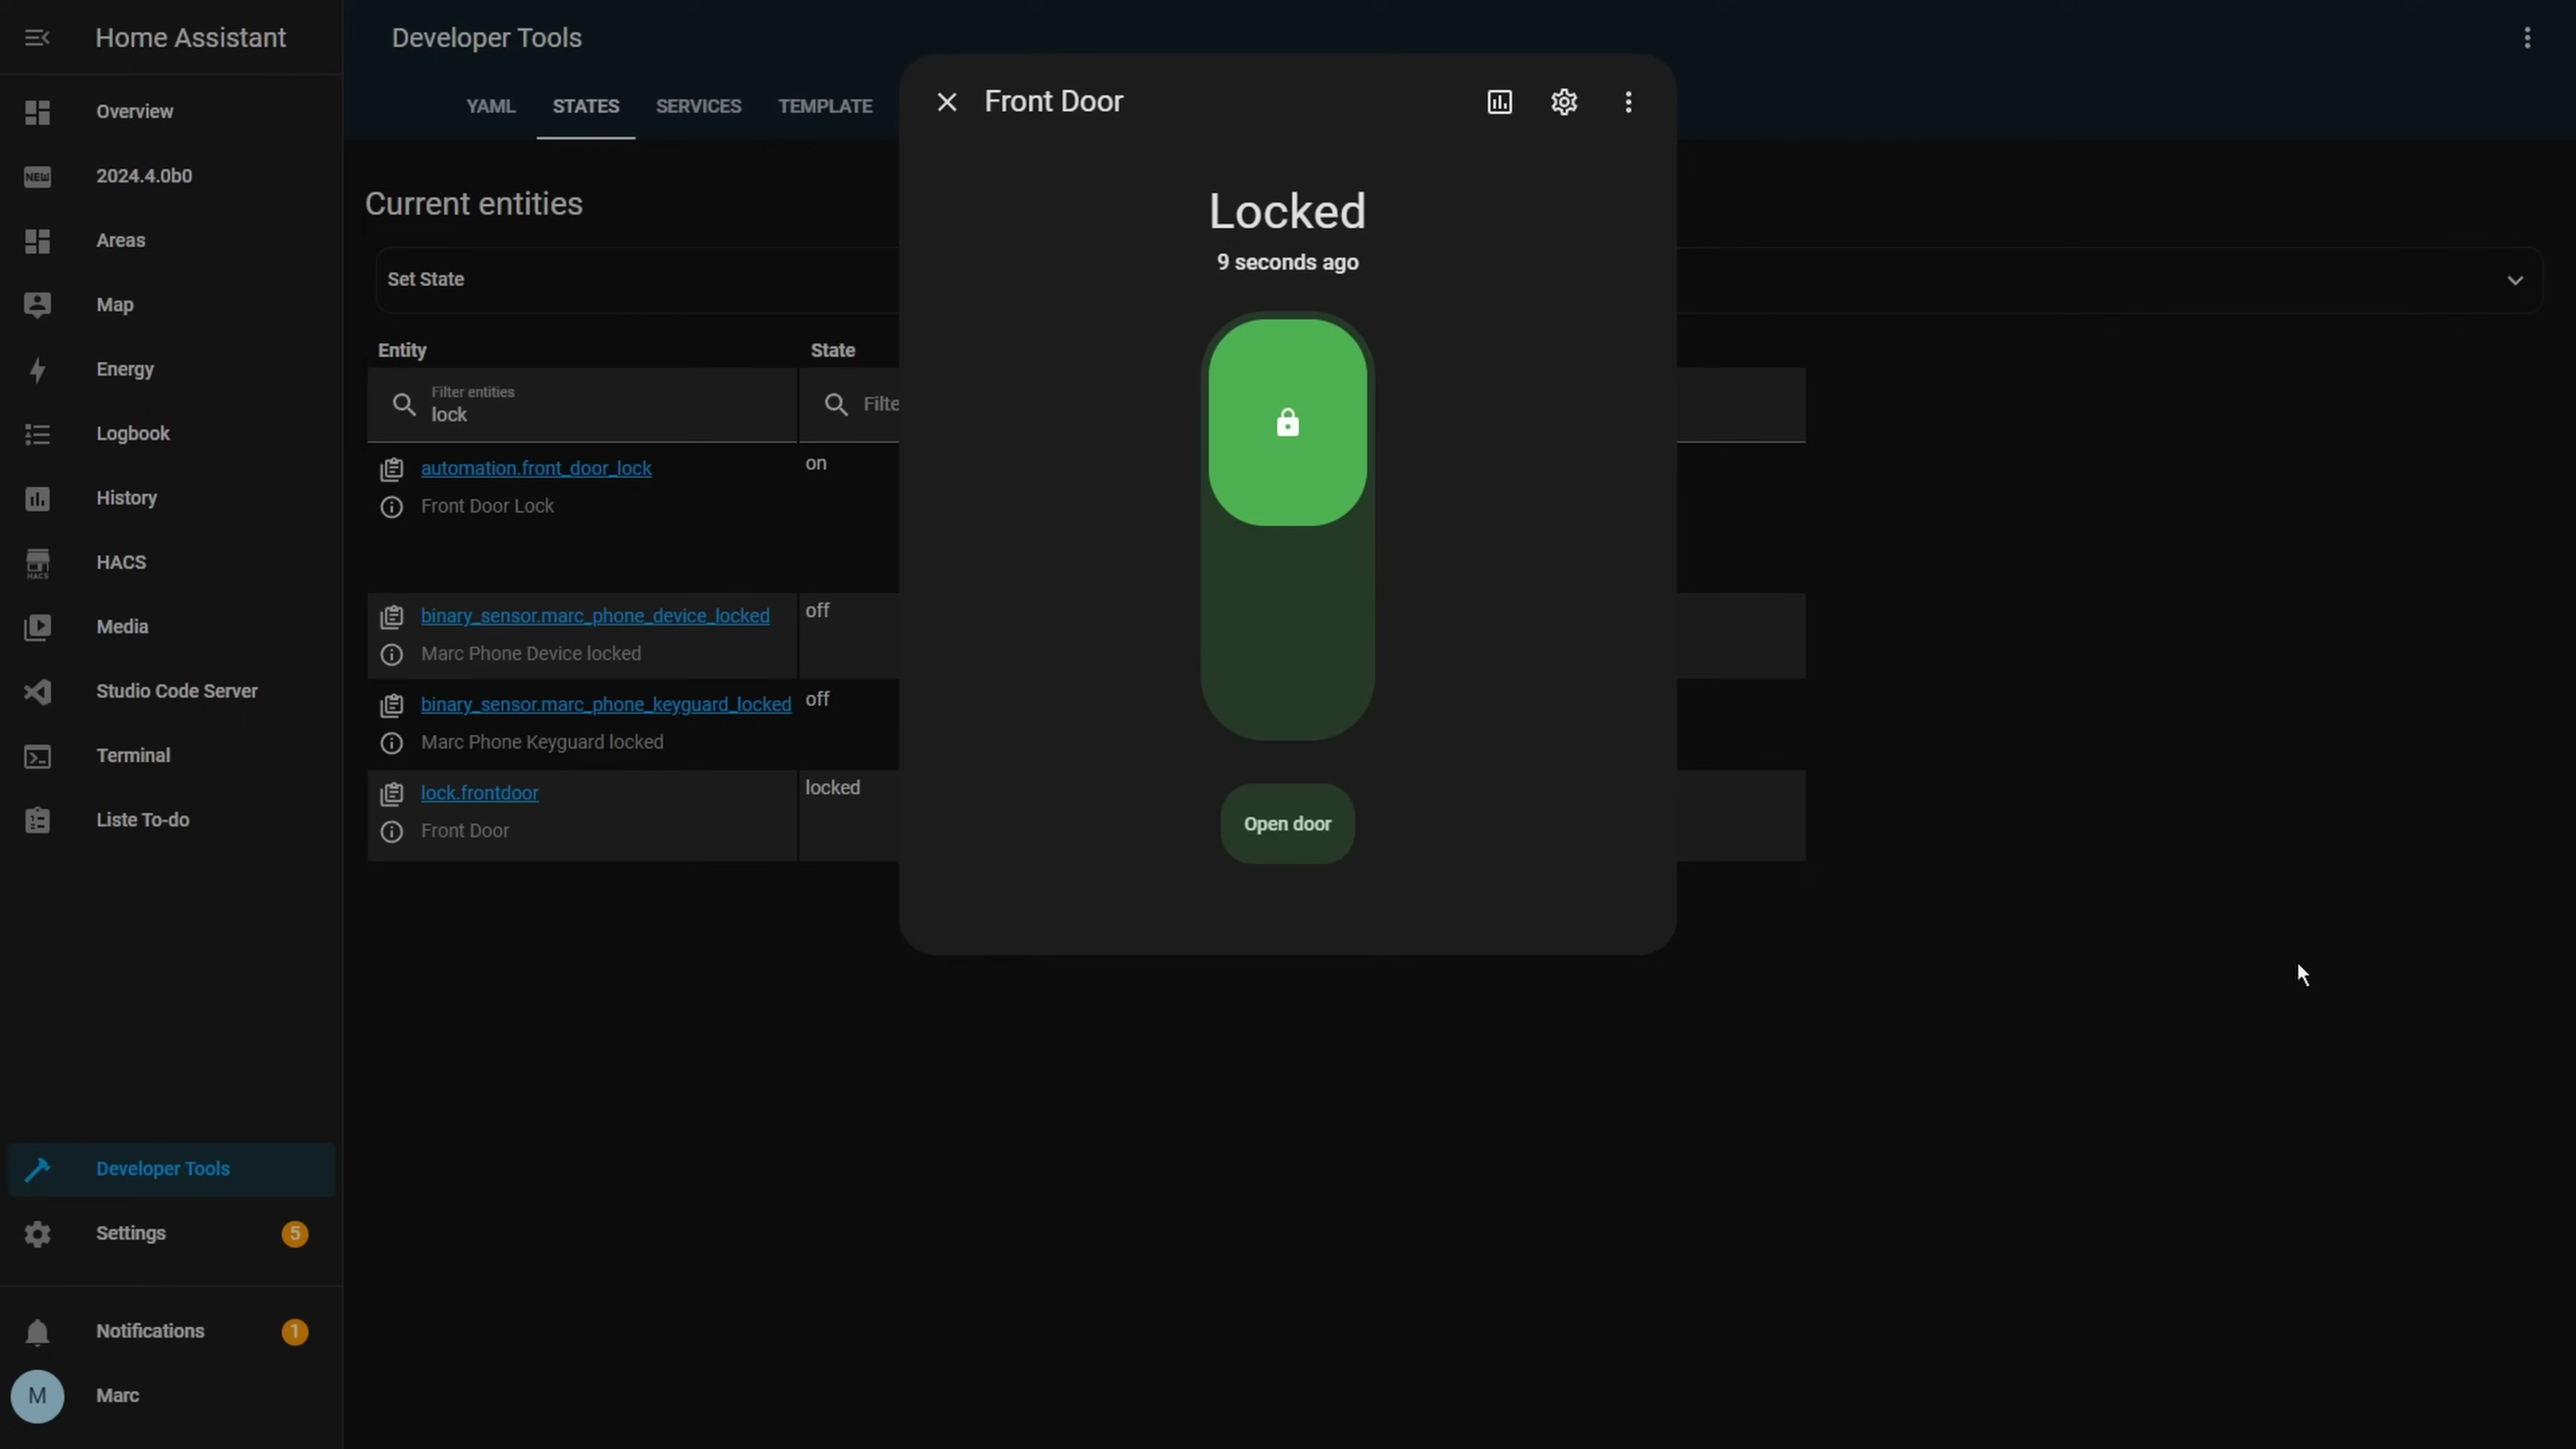 Home Assistant
Overview
NEW
2024.4.0b0
Areas
Map
Energy
Logbook
History
HACS
HACS
Media
Studio Code Server
Terminal
Liste To-do
Developer Tools
Settings
5
Notifications
1
M
Marc
Developer Tools
YAML STATES SERVICES TEMPLATE
Current entities
Set State
Entity State
Filter entities
lock
Filte
automation.front_door_lock on
Front Door Lock
binary_sensor.marc_phone_device_locked off
Marc Phone Device locked
binary_sensor.marc_phone_keyguard_locked off
Marc Phone Keyguard locked
lock.frontdoor locked
Front Door
Front Door
Locked
9 seconds ago
Open door